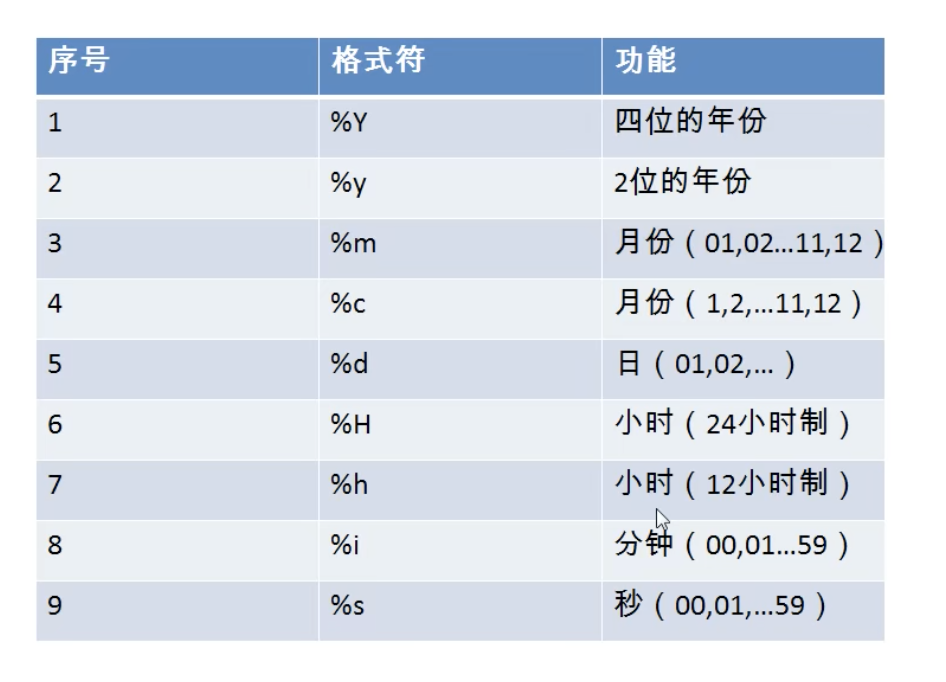 序号 格式符 功能
1 %Y 四位的年份
2 %y 2位的年份
3 %m 月份（01,02…11,12）
4 %c 月份（1,2,…11,12）
5 %d 日（01,02,…）
6 %H 小时（24小时制）
7 %h 小时（12小时制）
8 %i 分钟（00,01…59）
9 %s 秒（00,01,…59）